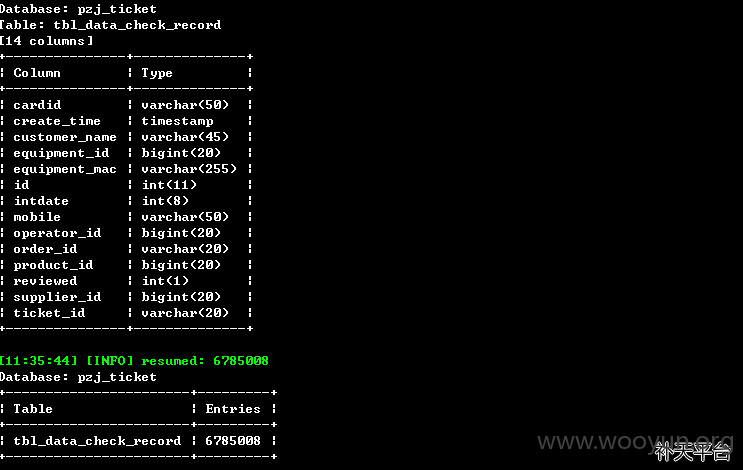 Database: pzj_ticket
Table: tbl_data_check_record
[14 columns]
+---------------+--------------+
¦ Column ¦ Type ¦
+---------------+--------------+
¦ cardid ¦ varchar(50) ¦
¦ create_time ¦ timestamp ¦
¦ customer_name ¦ varchar(45) ¦
¦ equipment_id ¦ bigint(20) ¦
¦ equipment_mac ¦ varchar(255) ¦
¦ id ¦ int(11) ¦
¦ intdate ¦ int(8) ¦
¦ mobile ¦ varchar(50) ¦
¦ operator_id ¦ bigint(20) ¦
¦ order_id ¦ varchar(20) ¦
¦ product_id ¦ bigint(20) ¦
¦ reviewed ¦ int(1) ¦
¦ supplier_id ¦ bigint(20) ¦
¦ ticket_id ¦ varchar(20) ¦
+---------------+--------------+
[11:35:44] [INFO] resumed: 6785008
Database: pzj_ticket
+-----------------------+---------+
¦ Table ¦ Entries ¦
+-----------------------+---------+
¦ tbl_data_check_record ¦ 6785008 ¦
+-----------------------+---------+
www.wooyun.org
补天平台